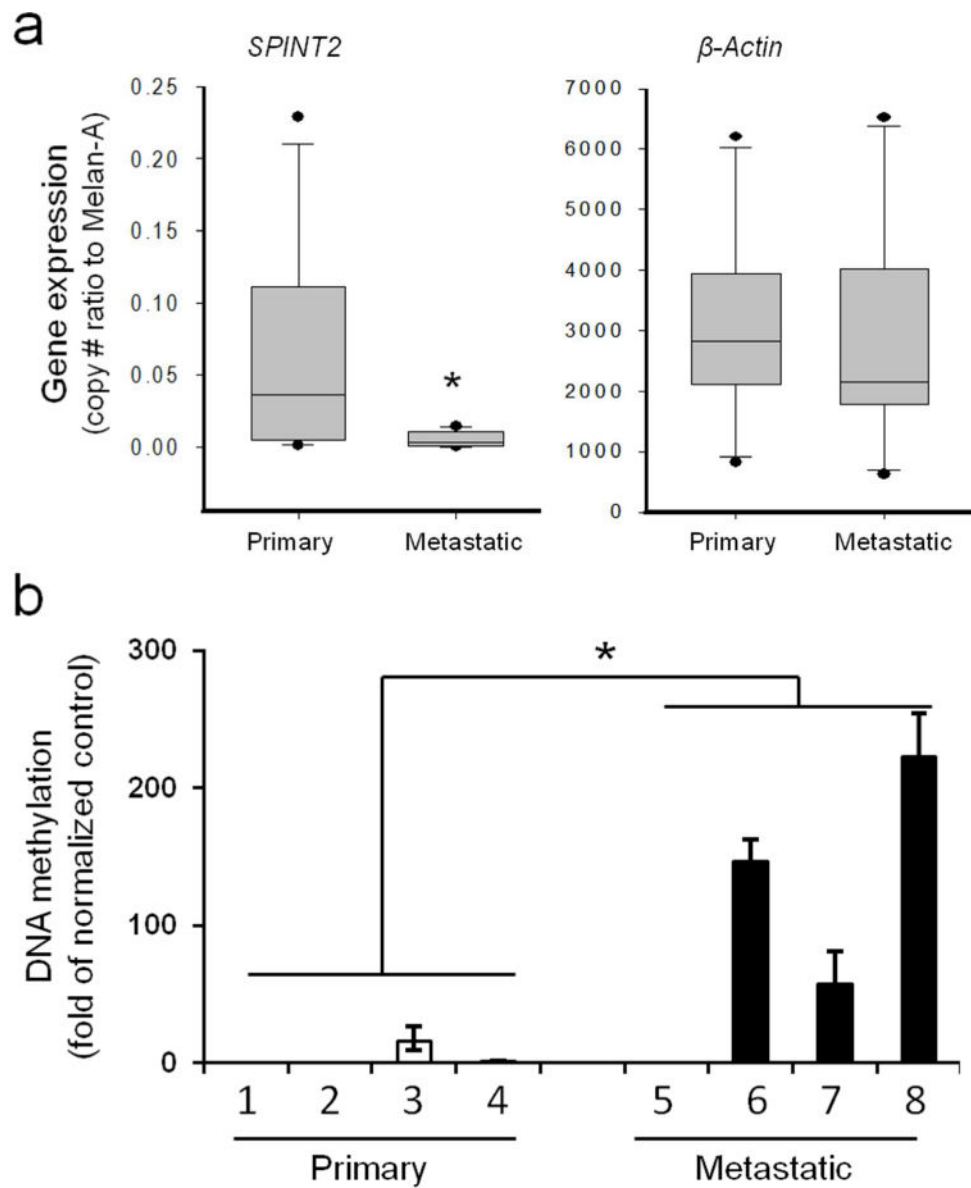 a
SPINT2
β-Actin
Gene expression
(copy # ratio to Melan-A)
0.25
0.20
0.15
0.10
0.05
0.00
*
Primary
Metastatic
7000
6000
5000
4000
3000
2000
1000
0
Primary
Metastatic
b
DNA methylation
(fold of normalized control)
300
200
100
0
*
1 2 3 4 5 6 7 8
Primary
Metastatic